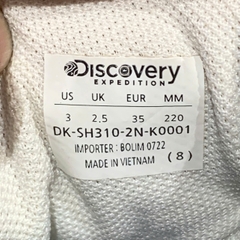 Discovery
EXPEDITION
US UK EUR MM
3 2.5 35 220
DK-SH310-2N-K0001
IMPORTER : BOLIM 0722
MADE IN VIETNAM (8)